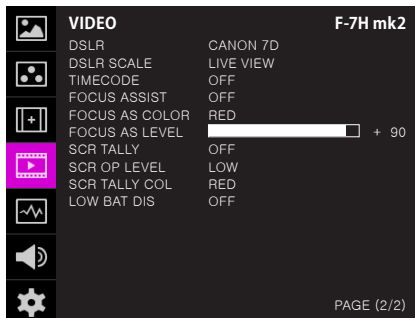 VIDEO F-7H mk2
DSLR CANON 7D
DSLR SCALE LIVE VIEW
TIMECODE OFF
FOCUS ASSIST OFF
FOCUS AS COLOR RED
FOCUS AS LEVEL + 90
SCR TALLY OFF
SCR OP LEVEL LOW
SCR TALLY COL RED
LOW BAT DIS OFF
PAGE (2/2)